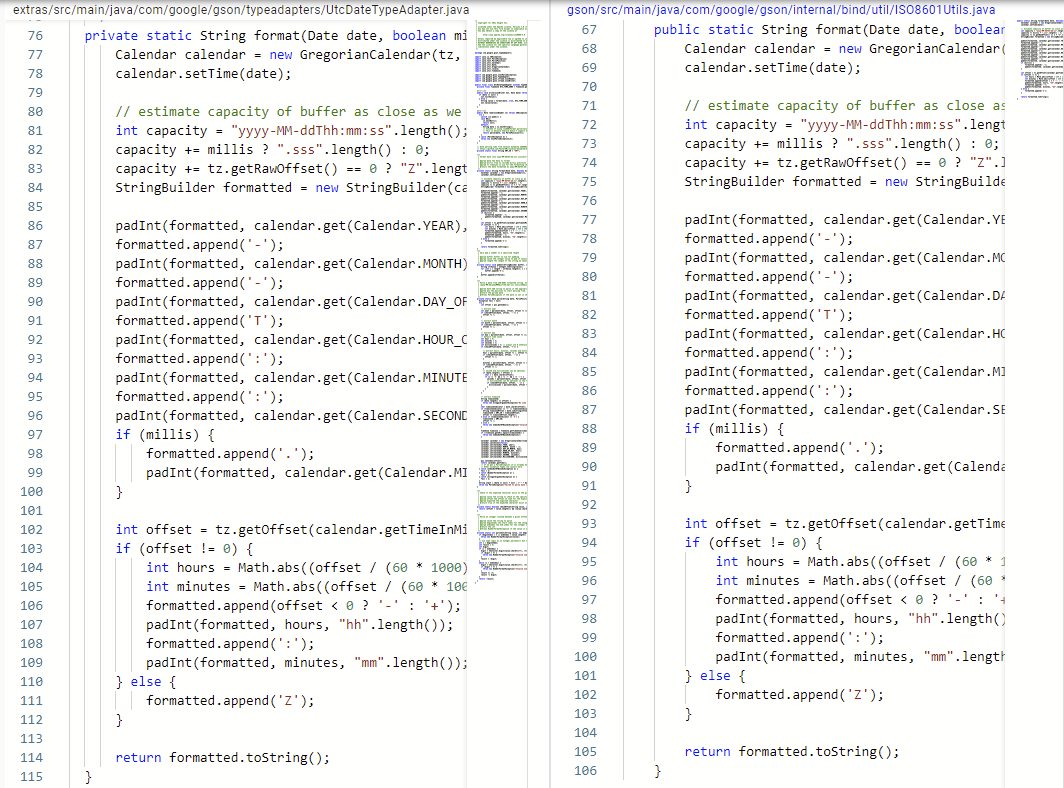 extras/src/main/java/com/google/gson/typeadapters/UtcDateTypeAdapter.java
76 private static String format(Date date, boolean mi
77 Calendar calendar = new GregorianCalendar(tz,
78 calendar.setTime(date);
79
80 // estimate capacity of buffer as close as we
81 int capacity = "yyyy-MM-ddThh:mm:ss".length();
82 capacity += millis ? ".sss".length() : 0;
83 capacity += tz.getRawOffset() == 0 ? "Z".lengt
84 StringBuilder formatted = new StringBuilder(ca
85
86 padInt(formatted, calendar.get(Calendar.YEAR),
87 formatted.append('-');
88 padInt(formatted, calendar.get(Calendar.MONTH)
89 formatted.append('-');
90 padInt(formatted, calendar.get(Calendar.DAY_OF
91 formatted.append('T');
92 padInt(formatted, calendar.get(Calendar.HOUR_O
93 formatted.append(':');
94 padInt(formatted, calendar.get(Calendar.MINUTE
95 formatted.append(':');
96 padInt(formatted, calendar.get(Calendar.SECOND
97 if (millis) {
98 formatted.append('.');
99 padInt(formatted, calendar.get(Calendar.MI
100 }
101
102 int offset = tz.getOffset(calendar.getTimeInMi
103 if (offset != 0) {
104 int hours = Math.abs((offset / (60 * 1000)
105 int minutes = Math.abs((offset / (60 * 100
106 formatted.append(offset < 0 ? '-' : '+');
107 padInt(formatted, hours, "hh".length());
108 formatted.append(':');
109 padInt(formatted, minutes, "mm".length());
110 } else {
111 formatted.append('Z');
112 }
113
114 return formatted.toString();
115 }
gson/src/main/java/com/google/gson/internal/bind/util/ISO8601Utils.java
67 public static String format(Date date, boolear
68 Calendar calendar = new GregorianCalendar(
69 calendar.setTime(date);
70
71 // estimate capacity of buffer as close as
72 int capacity = "yyyy-MM-ddThh:mm:ss".lengt
73 capacity += millis ? ".sss".length() : 0;
74 capacity += tz.getRawOffset() == 0 ? "Z".l
75 StringBuilder formatted = new StringBuilde
76
77 padInt(formatted, calendar.get(Calendar.YE
78 formatted.append('-');
79 padInt(formatted, calendar.get(Calendar.MO
80 formatted.append('-');
81 padInt(formatted, calendar.get(Calendar.DA
82 formatted.append('T');
83 padInt(formatted, calendar.get(Calendar.HO
84 formatted.append(':');
85 padInt(formatted, calendar.get(Calendar.MI
86 formatted.append(':');
87 padInt(formatted, calendar.get(Calendar.SE
88 if (millis) {
89 formatted.append('.');
90 padInt(formatted, calendar.get(Calenda
91 }
92
93 int offset = tz.getOffset(calendar.getTime
94 if (offset != 0) {
95 int hours = Math.abs((offset / (60 * 1
96 int minutes = Math.abs((offset / (60 *
97 formatted.append(offset < 0 ? '-' : '+
98 padInt(formatted, hours, "hh".length()
99 formatted.append(':');
100 padInt(formatted, minutes, "mm".length
101 } else {
102 formatted.append('Z');
103 }
104
105 return formatted.toString();
106 }